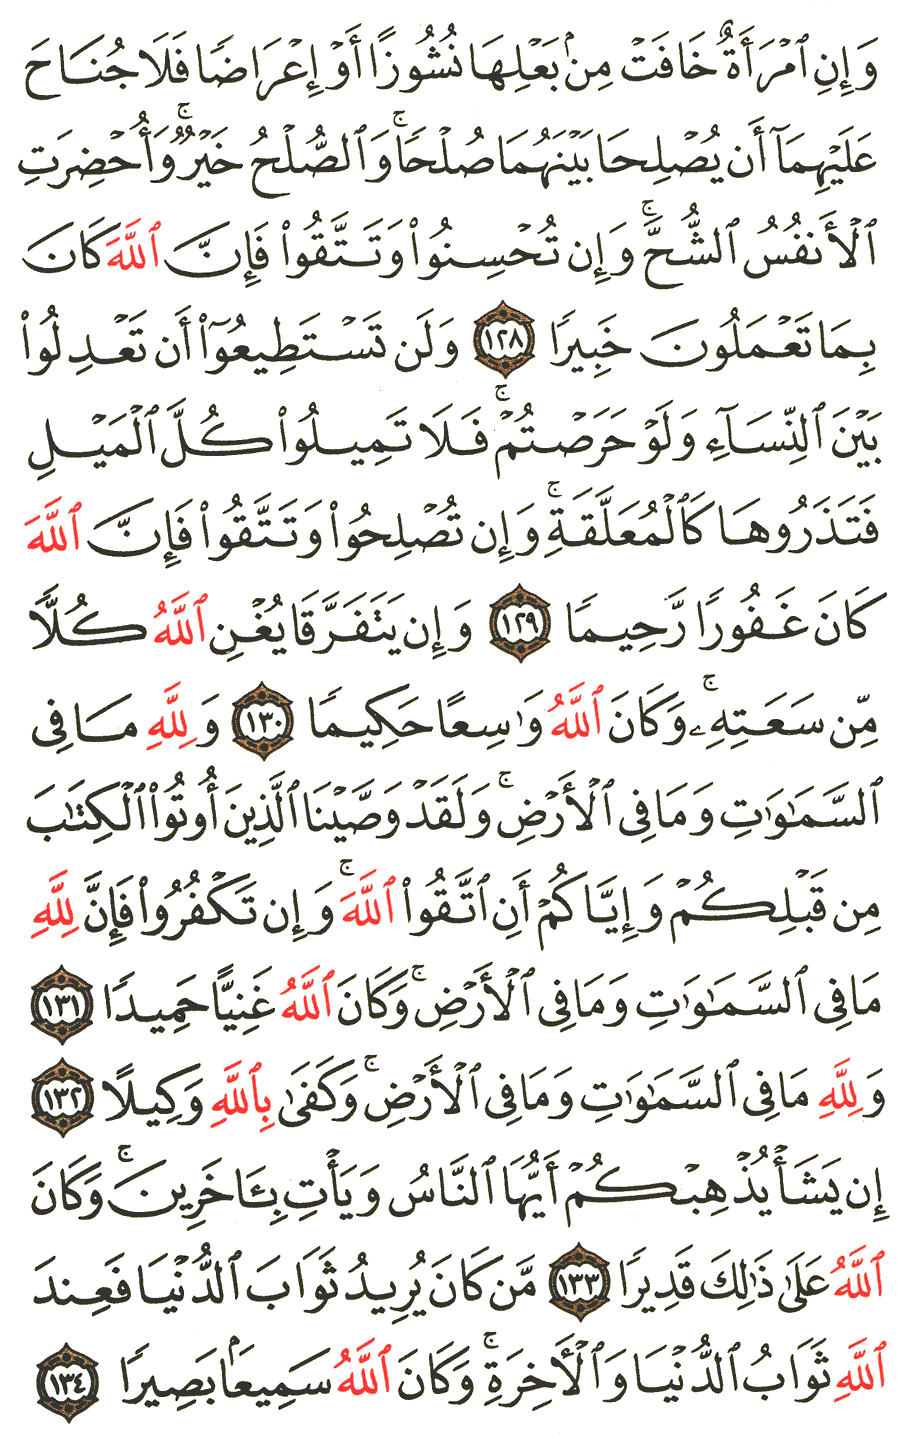 وَإِنِ ٱمْرَأَةٌ خَافَتْ مِنۢ بَعْلِهَا نُشُوزًا أَوْ إِعْرَاضًا فَلَا جُنَاحَ
عَلَيْهِمَآ أَن يُصْلِحَا بَيْنَهُمَا صُلْحًا ۚ وَٱلصُّلْحُ خَيْرٌ ۗ وَأُحْضِرَتِ
ٱلْأَنفُسُ ٱلشُّحَّ ۚ وَإِن تُحْسِنُوا۟ وَتَتَّقُوا۟ فَإِنَّ ٱللَّهَ كَانَ
بِمَا تَعْمَلُونَ خَبِيرًا ١٢٨ وَلَن تَسْتَطِيعُوٓا۟ أَن تَعْدِلُوا۟
بَيْنَ ٱلنِّسَآءِ وَلَوْ حَرَصْتُمْ ۖ فَلَا تَمِيلُوا۟ كُلَّ ٱلْمَيْلِ
فَتَذَرُوهَا كَٱلْمُعَلَّقَةِ ۚ وَإِن تُصْلِحُوا۟ وَتَتَّقُوا۟ فَإِنَّ ٱللَّهَ
كَانَ غَفُورًا رَّحِيمًا ١٢٩ وَإِن يَتَفَرَّقَا يُغْنِ ٱللَّهُ كُلًّا
مِّن سَعَتِهِۦ ۚ وَكَانَ ٱللَّهُ وَٰسِعًا حَكِيمًا ١٣٠ وَلِلَّهِ مَا فِى
ٱلسَّمَٰوَٰتِ وَمَا فِى ٱلْأَرْضِ ۗ وَلَقَدْ وَصَّيْنَا ٱلَّذِينَ أُوتُوا۟ ٱلْكِتَٰبَ
مِن قَبْلِكُمْ وَإِيَّاكُمْ أَنِ ٱتَّقُوا۟ ٱللَّهَ ۚ وَإِن تَكْفُرُوا۟ فَإِنَّ لِلَّهِ
مَا فِى ٱلسَّمَٰوَٰتِ وَمَا فِى ٱلْأَرْضِ ۚ وَكَانَ ٱللَّهُ غَنِيًّا حَمِيدًا ١٣١
وَلِلَّهِ مَا فِى ٱلسَّمَٰوَٰتِ وَمَا فِى ٱلْأَرْضِ ۚ وَكَفَىٰ بِٱللَّهِ وَكِيلًا ١٣٢
إِن يَشَأْ يُذْهِبْكُمْ أَيُّهَا ٱلنَّاسُ وَيَأْتِ بِـَٔاخَرِينَ ۚ وَكَانَ
ٱللَّهُ عَلَىٰ ذَٰلِكَ قَدِيرًا ١٣٣ مَّن كَانَ يُرِيدُ ثَوَابَ ٱلدُّنْيَا فَعِندَ
ٱللَّهِ ثَوَابُ ٱلدُّنْيَا وَٱلْأَخِرَةِ ۚ وَكَانَ ٱللَّهُ سَمِيعًۢا بَصِيرًا ١٣٤